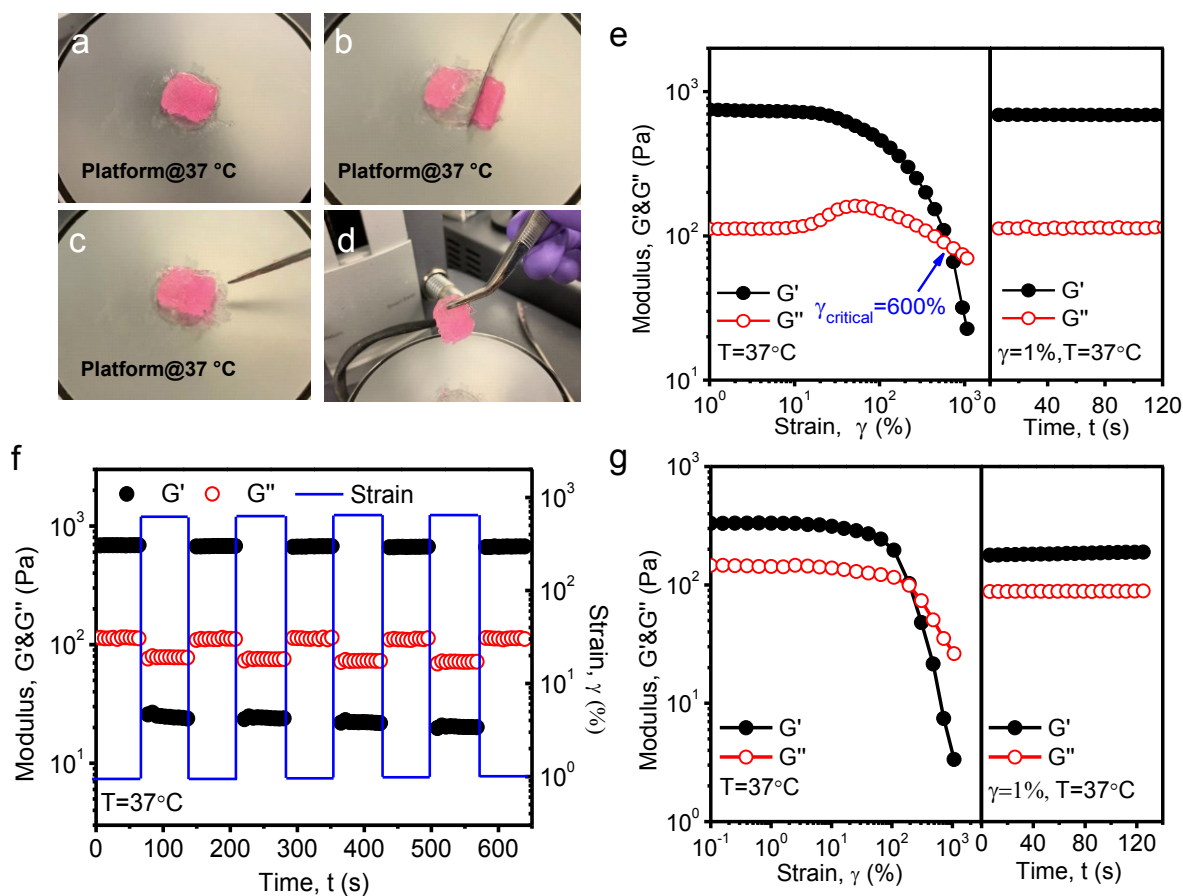 a
Platform@37 °C
b
Platform@37 °C
c
Platform@37 °C
d
e
Modulus, G'&G" (Pa)
10³
10²
10¹
G'
G"
γcritical=600%
T=37°C
10⁰ 10¹ 10² 10³
Strain, γ (%)
γ=1%,T=37°C
0 40 80 120
Time, t (s)
f
G' G" Strain
Modulus, G'&G" (Pa)
10³
10²
10¹
T=37°C
0 100 200 300 400 500 600
Time, t (s)
10³
10²
10¹
10⁰
Strain, γ (%)
g
Modulus, G'&G" (Pa)
10³
10²
10¹
10⁰
G'
G"
T=37°C
10⁻¹ 10⁰ 10¹ 10² 10³
Strain, γ (%)
G'
G"
γ=1%, T=37°C
0 40 80 120
Time, t (s)